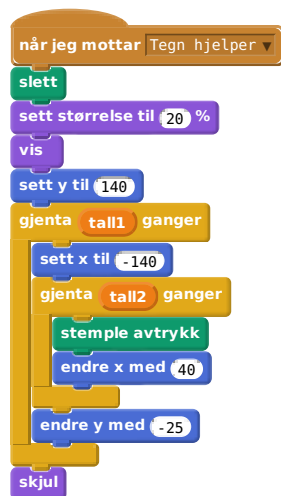 når jeg mottar Tegn hjelper
slett
sett størrelse til 20 %
vis
sett y til 140
gjenta tall1 ganger
sett x til -140
gjenta tall2 ganger
stemple avtrykk
endre x med 40
endre y med -25
skjul